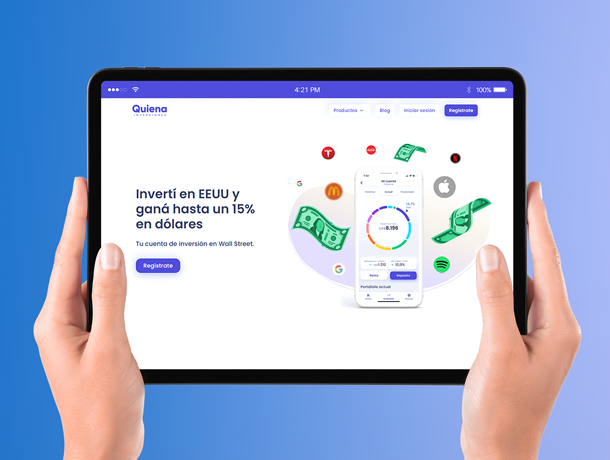 4:21 PM
100%
Quiena
INVERSIONES
Productos
Blog
Iniciar sesión
Registrate
Invertí en EEUU y
ganá hasta un 15%
en dólares
Tu cuenta de inversión en Wall Street.
Registrate
Mi cuenta
Actual
8.196
Retiro
Depósito
Portafolio actual